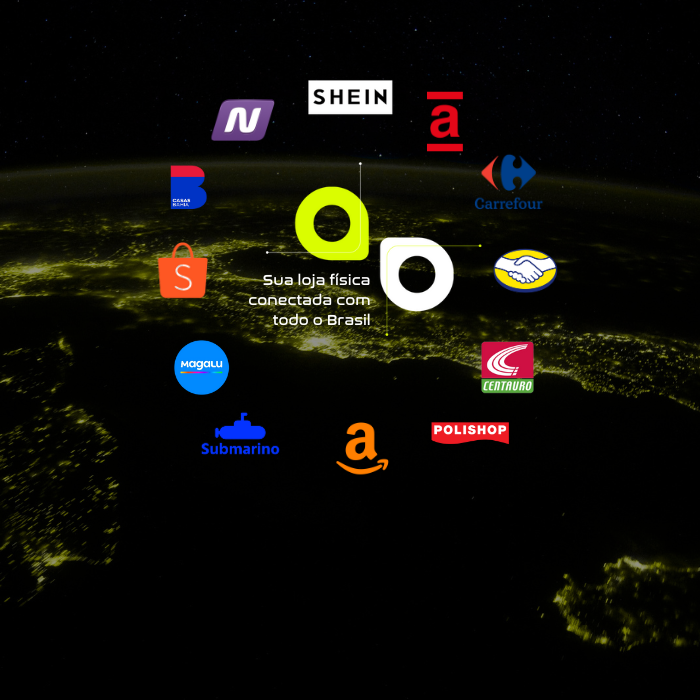 SHEIN
N
a
CASAS
BAHIA
Carrefour
S
Sua loja física
conectada com
todo o Brasil
Magalu
CENTAURO
Submarino
a
POLISHOP